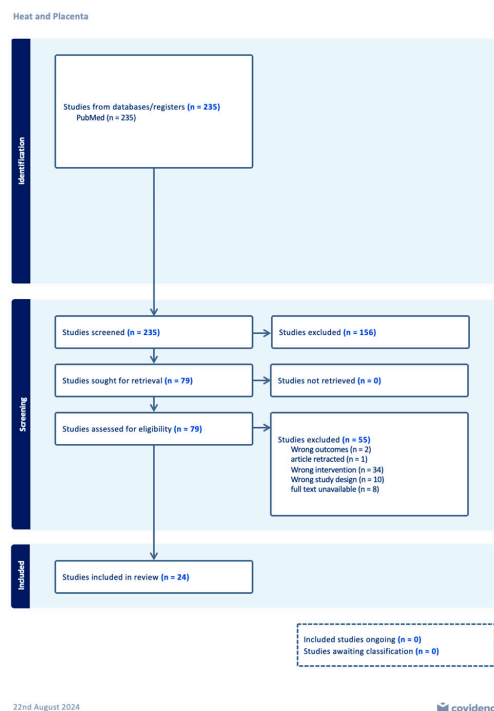 Heat and Placenta
Identification
Studies from databases/registers (n = 235)
PubMed (n = 235)
Screening
Studies screened (n = 235)
Studies excluded (n = 156)
Studies sought for retrieval (n = 79)
Studies not retrieved (n = 0)
Studies assessed for eligibility (n = 79)
Studies excluded (n = 55)
Wrong outcomes (n = 2)
article retracted (n = 1)
Wrong intervention (n = 34)
Wrong study design (n = 10)
full text unavailable (n = 8)
Included
Studies included in review (n = 24)
Included studies ongoing (n = 0)
Studies awaiting classification (n = 0)
22nd August 2024
covidenc